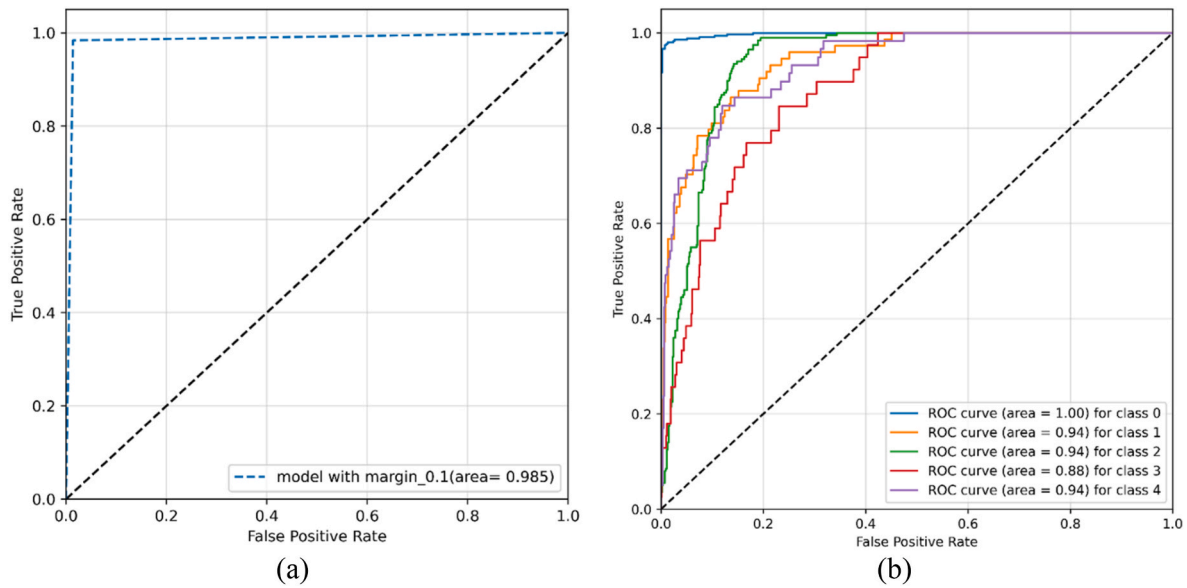 1.0
0.8
0.6
0.4
0.2
0.0
True Positive Rate
0.0 0.2 0.4 0.6 0.8 1.0
False Positive Rate
model with margin_0.1(area= 0.985)
(a)
1.0
0.8
0.6
0.4
0.2
0.0
True Positive Rate
0.0 0.2 0.4 0.6 0.8 1.0
False Positive Rate
ROC curve (area = 1.00) for class 0
ROC curve (area = 0.94) for class 1
ROC curve (area = 0.94) for class 2
ROC curve (area = 0.88) for class 3
ROC curve (area = 0.94) for class 4
(b)